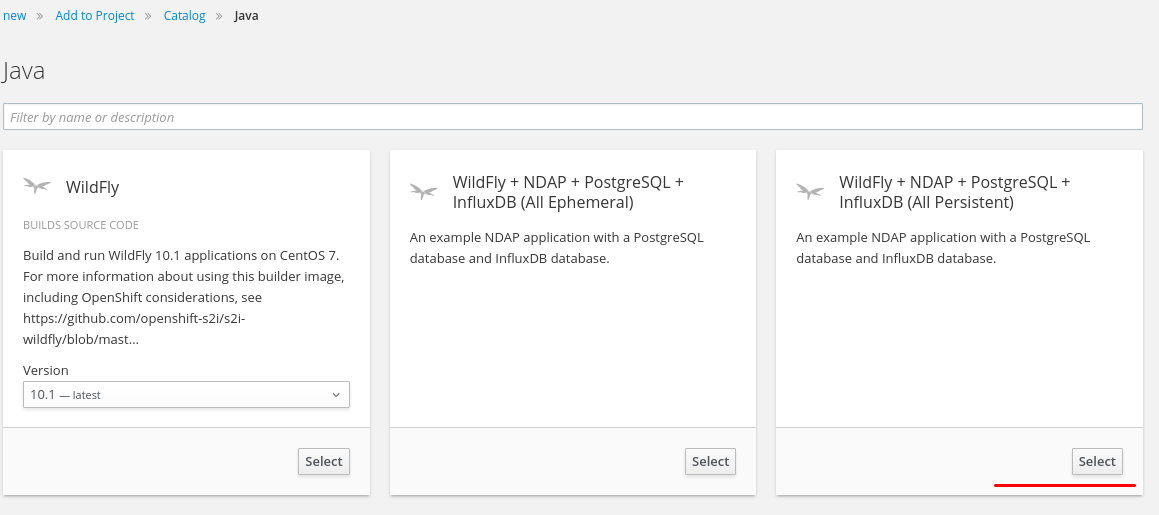 new » Add to Project » Catalog » Java
Java
Filter by name or description
WildFly
BUILDS SOURCE CODE
Build and run WildFly 10.1 applications on CentOS 7.
For more information about using this builder image,
including OpenShift considerations, see
https://github.com/openshift-s2i/s2i-
wildfly/blob/mast...
Version
10.1 — latest
Select
WildFly + NDAP + PostgreSQL +
InfluxDB (All Ephemeral)
An example NDAP application with a PostgreSQL
database and InfluxDB database.
Select
WildFly + NDAP + PostgreSQL +
InfluxDB (All Persistent)
An example NDAP application with a PostgreSQL
database and InfluxDB database.
Select